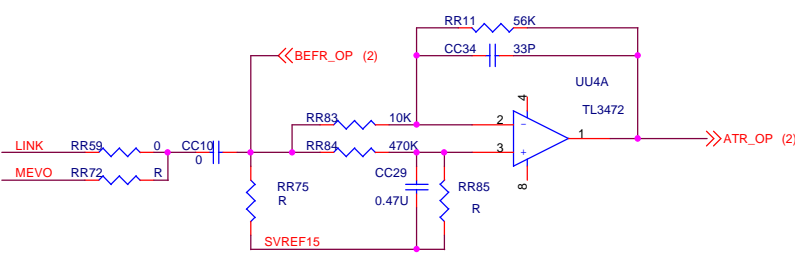 RR11 56K
BEFR_OP (2)
CC34 33P
UU4A
4
TL3472
RR83 10K
2
LINK RR59 0
CC10
RR84 470K
3
1
ATR_OP (2)
0
MEVO RR72 R
CC29
8
RR75
RR85
R
0.47U
R
SVREF15